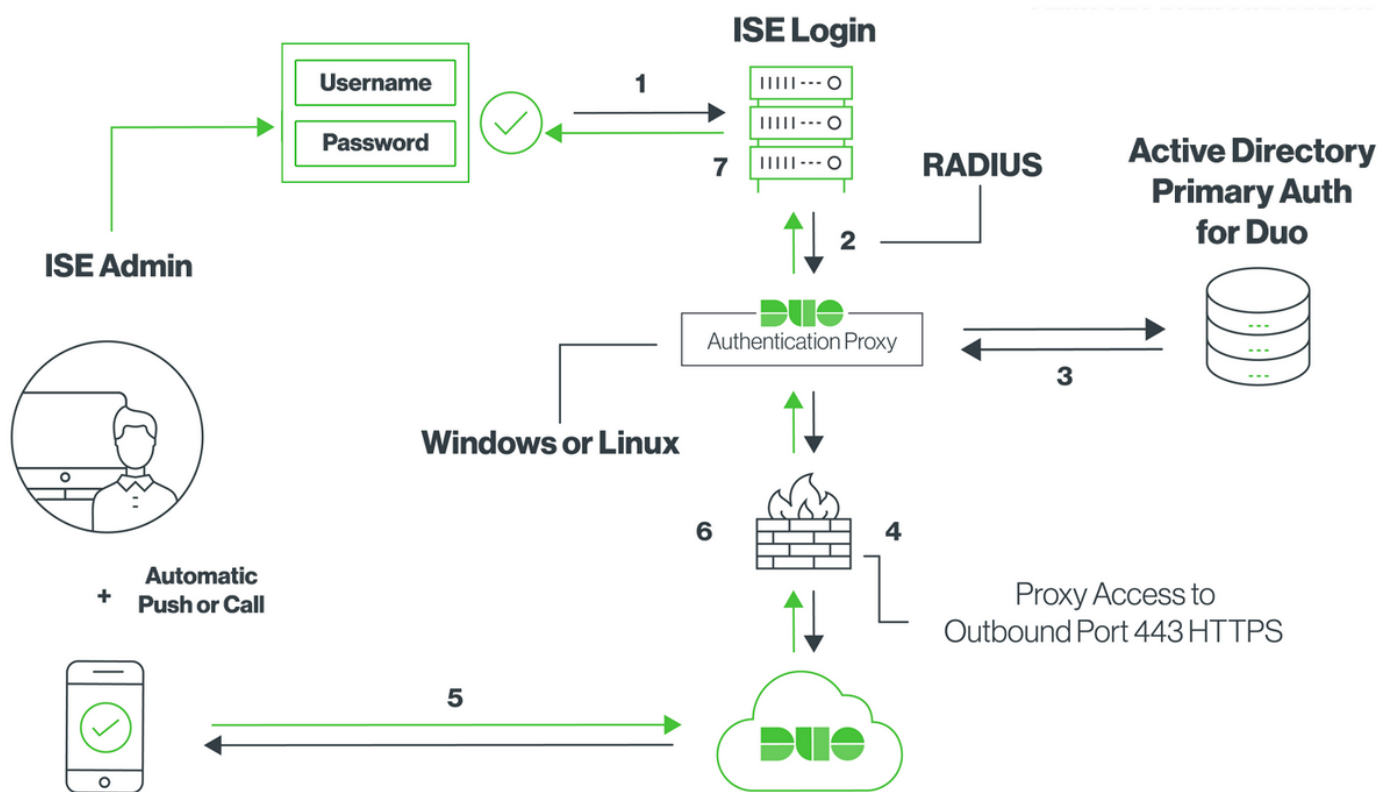 ISE Login
Username
Password
1
7
RADIUS
Active Directory
Primary Auth
for Duo
2
ISE Admin
DUO
Authentication Proxy
3
Windows or Linux
6
4
Automatic
+ Push or Call
Proxy Access to
Outbound Port 443 HTTPS
5
DUO